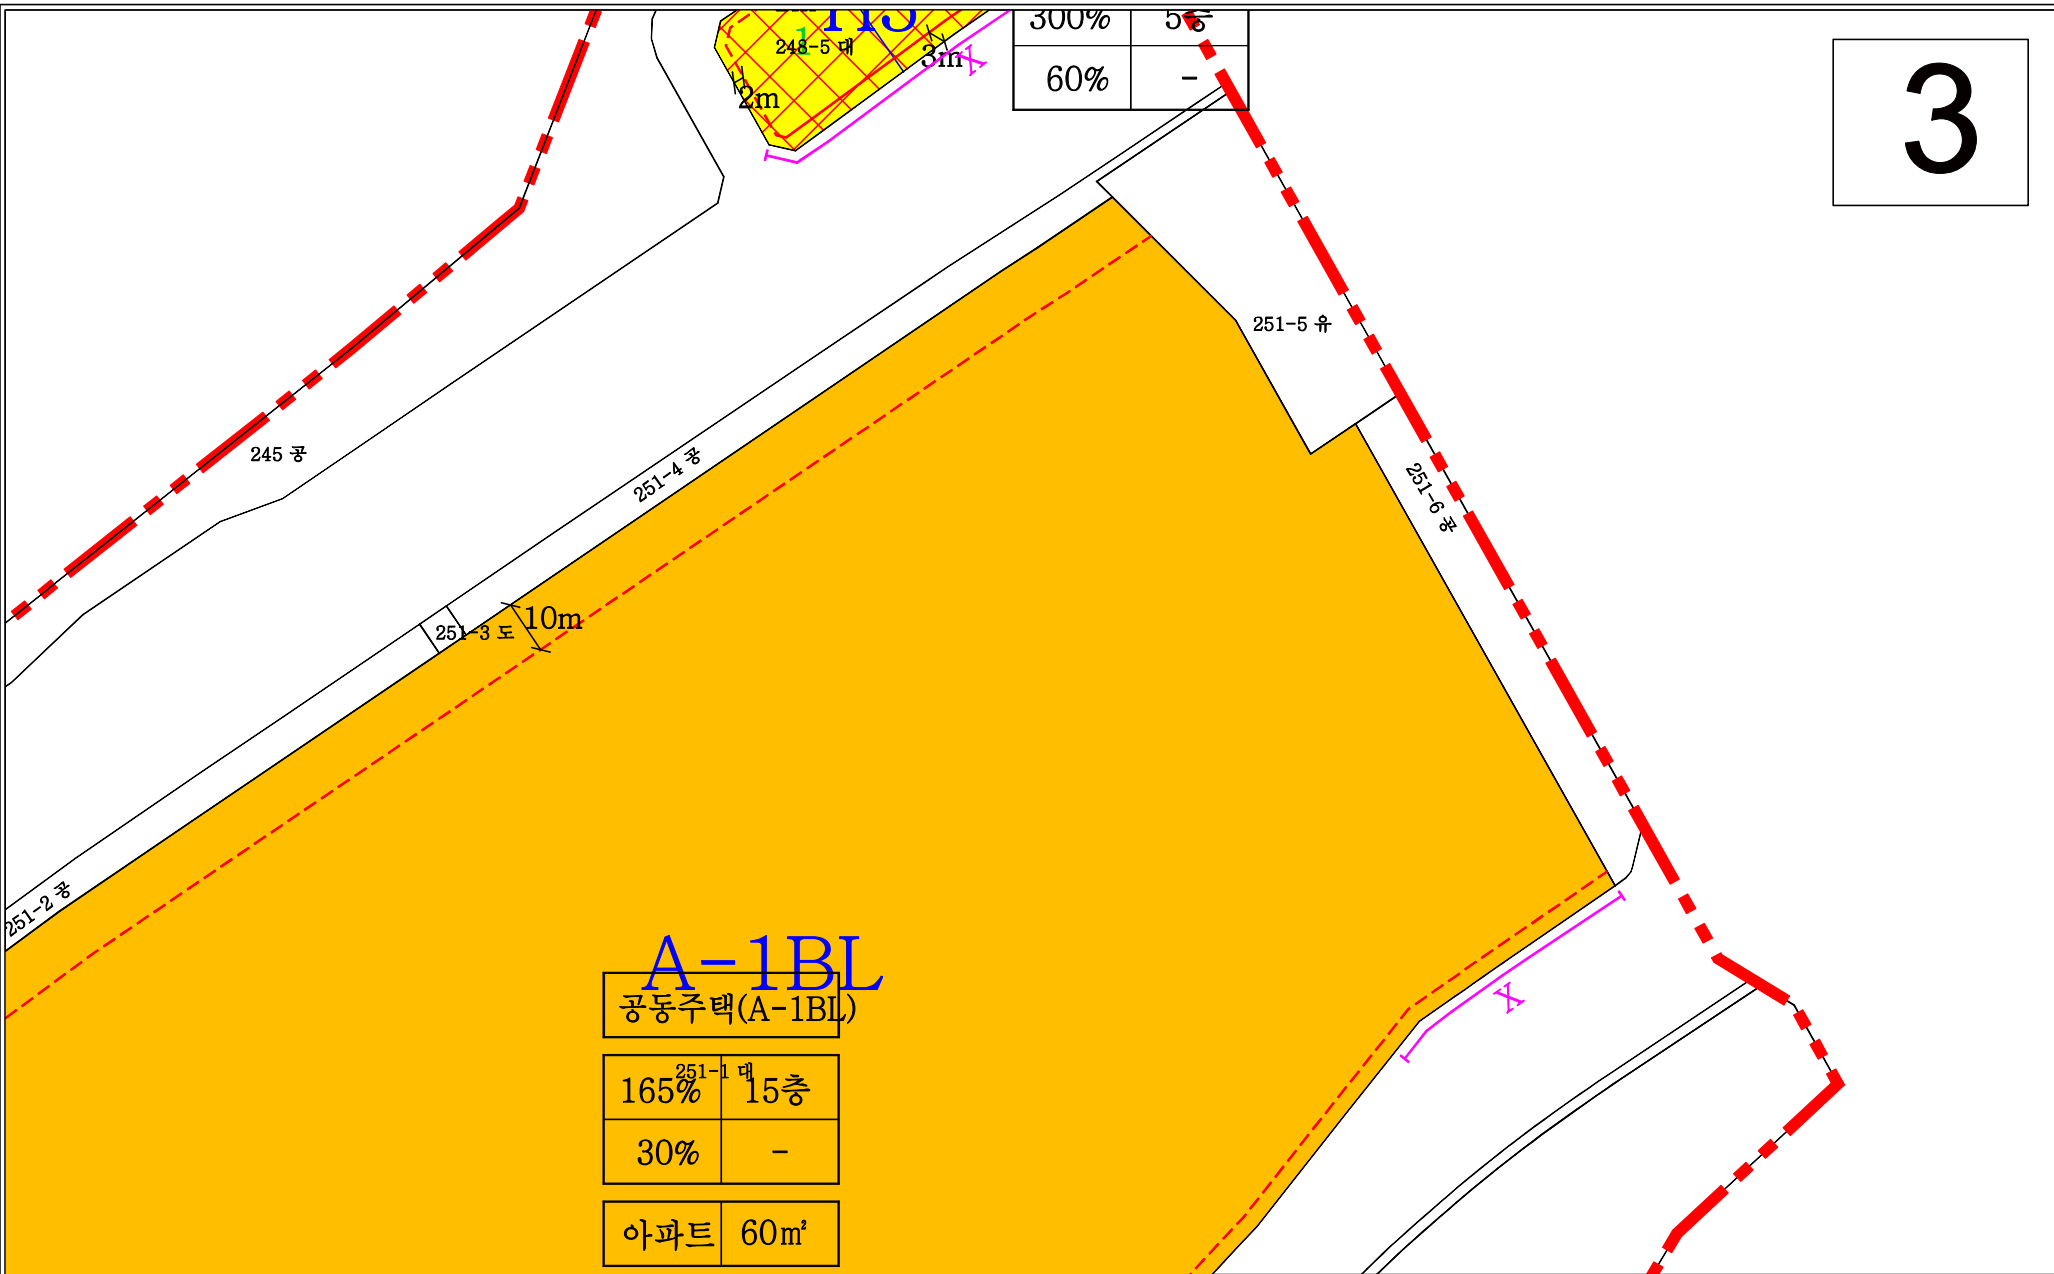 300%
60%
-
3
248-5 대
1
3m
X
2m
251-5 유
245 공
251-4 공
251-6 공
251-3 도
10m
251-2 공
A-1BL
공동주택(A-1BL)
X
251-1 대
165%
15층
30%
-
아파트
60㎡